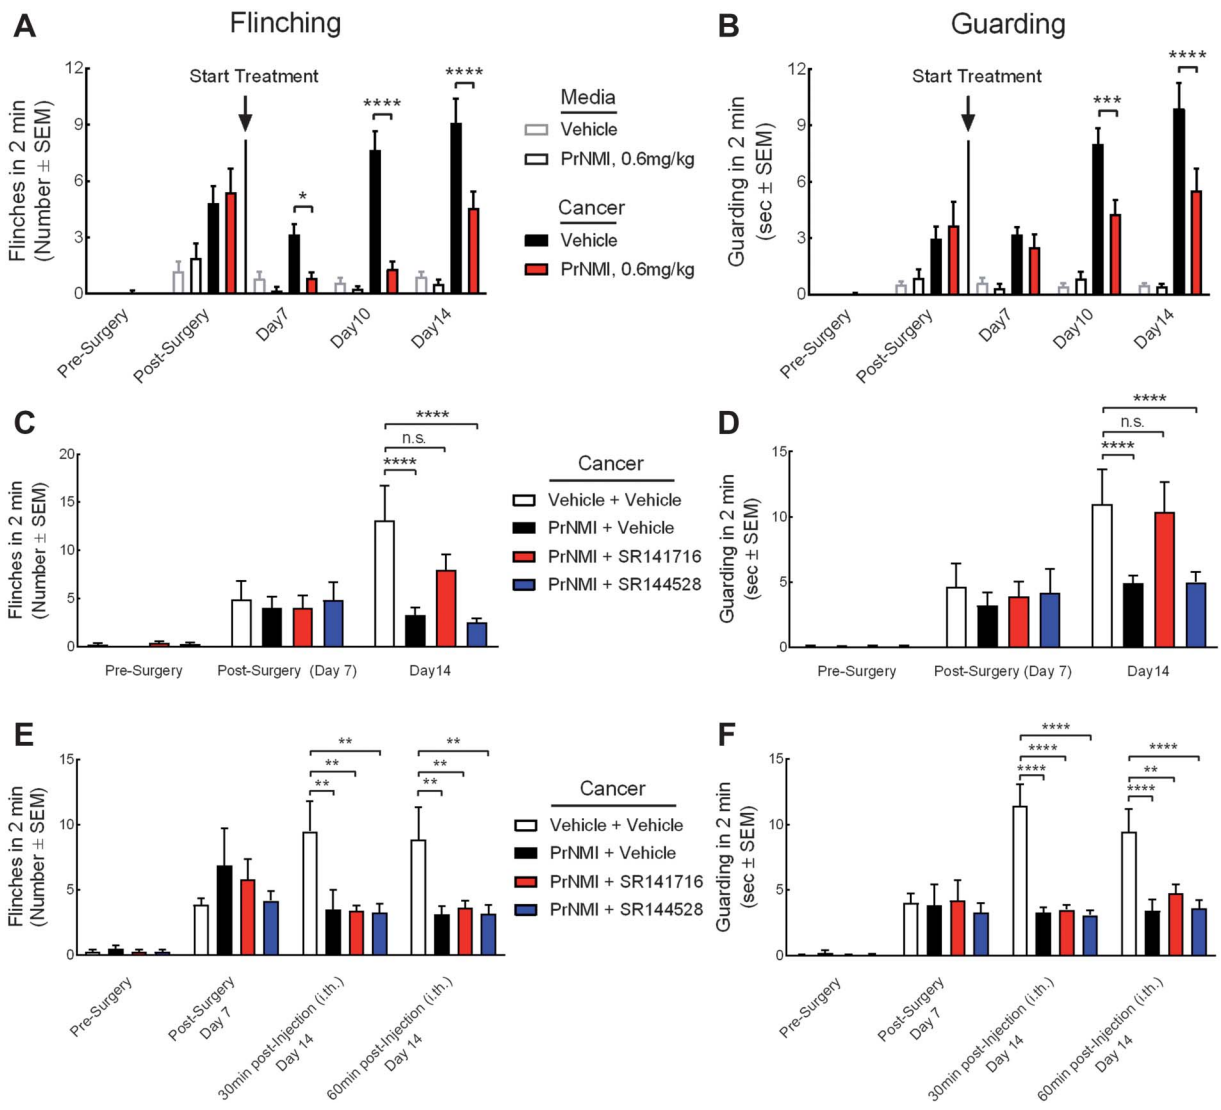 A
Flinching
Flinches in 2 min
(Number ± SEM)
12
9
6
3
0
Start Treatment
*
****
****
Pre-Surgery
Post-Surgery
Day7
Day10
Day14
Media
Vehicle
PrNMI, 0.6mg/kg
Cancer
Vehicle
PrNMI, 0.6mg/kg
B
Guarding
Guarding in 2 min
(sec ± SEM)
12
9
6
3
0
Start Treatment
***
****
Pre-Surgery
Post-Surgery
Day7
Day10
Day14
C
Flinches in 2 min
(Number ± SEM)
20
15
10
5
0
****
n.s.
****
Pre-Surgery
Post-Surgery (Day 7)
Day14
Cancer
Vehicle + Vehicle
PrNMI + Vehicle
PrNMI + SR141716
PrNMI + SR144528
D
Guarding in 2 min
(sec ± SEM)
15
10
5
0
****
n.s.
****
Pre-Surgery
Post-Surgery (Day 7)
Day14
E
Flinches in 2 min
(Number ± SEM)
15
10
5
0
**
**
**
**
**
**
Pre-Surgery
Post-Surgery
Day 7
30min post-Injection (i.th.)
Day 14
60min post-Injection (i.th.)
Day 14
Cancer
Vehicle + Vehicle
PrNMI + Vehicle
PrNMI + SR141716
PrNMI + SR144528
F
Guarding in 2 min
(sec ± SEM)
15
10
5
0
****
****
****
****
**
****
Pre-Surgery
Post-Surgery
Day 7
30min post-Injection (i.th.)
Day 14
60min post-Injection (i.th.)
Day 14